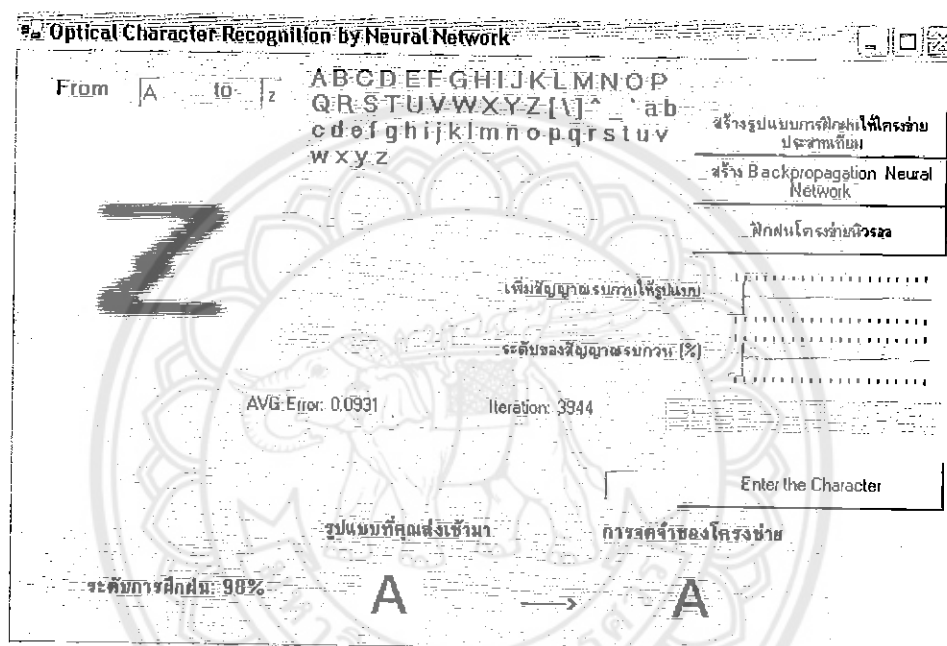 Optical Character Recognition by Neural Network
From A to z
A B C D E F G H I J K L M N O P
Q R S T U V W X Y Z [ \ ] ^ _ ` a b
c d e f g h i j k l m n o p q r s t u v
w x y z
สร้างรูปแบบการฝึกฝนให้โครงข่าย
ประสาทเทียม
สร้าง Backpropagation Neural
Network
ฝึกฝนโครงข่ายนิวรอล
Z
เพิ่มสัญญาณรบกวนให้รูปแบบ
ระดับของสัญญาณรบกวน (%)
AVG Error: 0.0931 Iteration: 3944
Enter the Character
รูปแบบที่คุณส่งเข้ามา การจดจำของโครงข่าย
ระดับการฝึกฝน: 98% A A